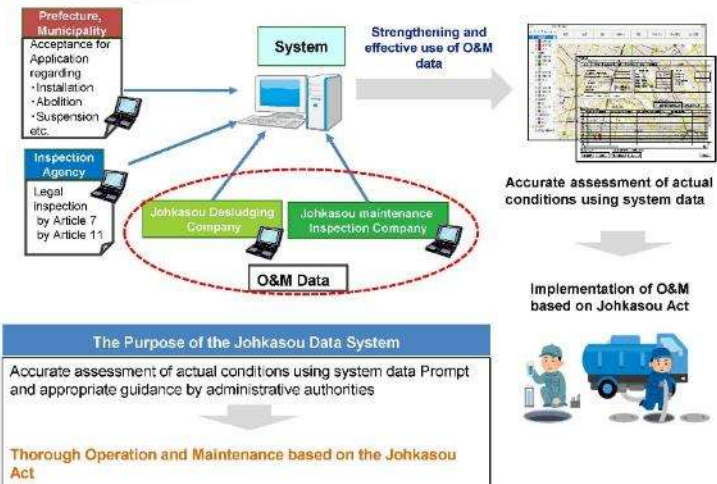 Prefecture,
Municipality
Acceptance for
Application
regarding
・Installation
・Abolition
・Suspension
etc.
Inspection
Agency
Legal
inspection
by Article 7
by Article 11
System
Johkasou Desludging
Company
Johkasou maintenance
Inspection Company
O&M Data
Strengthening and
effective use of O&M
data
Accurate assessment of actual
conditions using system data
Implementation of O&M
based on Johkasou Act
The Purpose of the Johkasou Data System
Accurate assessment of actual conditions using system data Prompt
and appropriate guidance by administrative authorities
Thorough Operation and Maintenance based on the Johkasou
Act